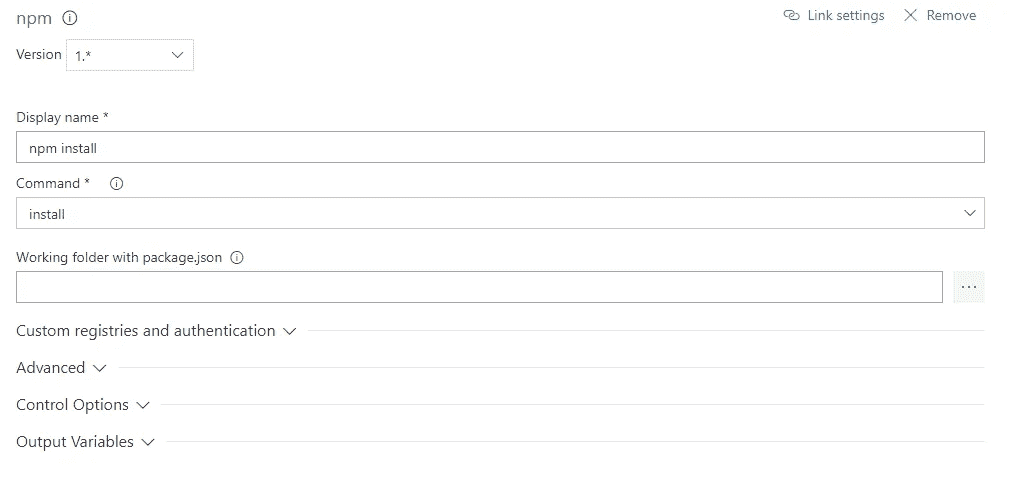 npm
Link settings
Remove
Version 1.*
Display name *
npm install
Command *
install
Working folder with package.json
...
Custom registries and authentication
Advanced
Control Options
Output Variables